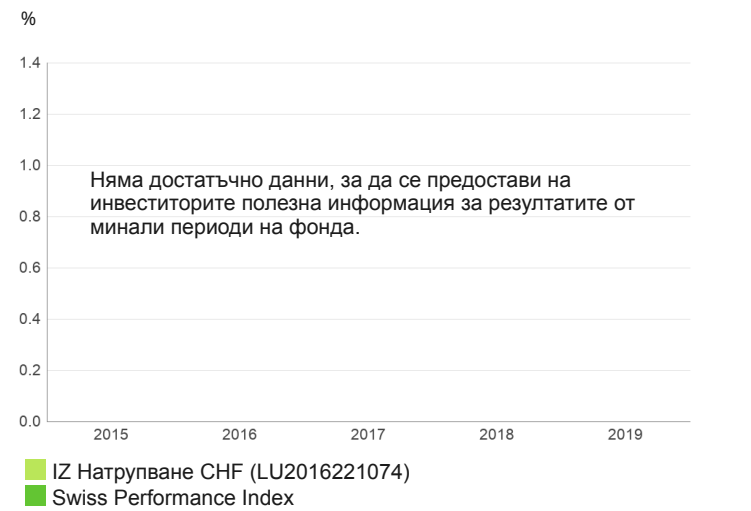 %
1.4
1.2
1.0
Няма достатъчно данни, за да се предостави на
инвеститорите полезна информация за резултатите от
минали периоди на фонда.
0.8
0.6
0.4
0.2
0.0
2015 2016 2017 2018 2019
IZ Натрупване CHF (LU2016221074)
Swiss Performance Index